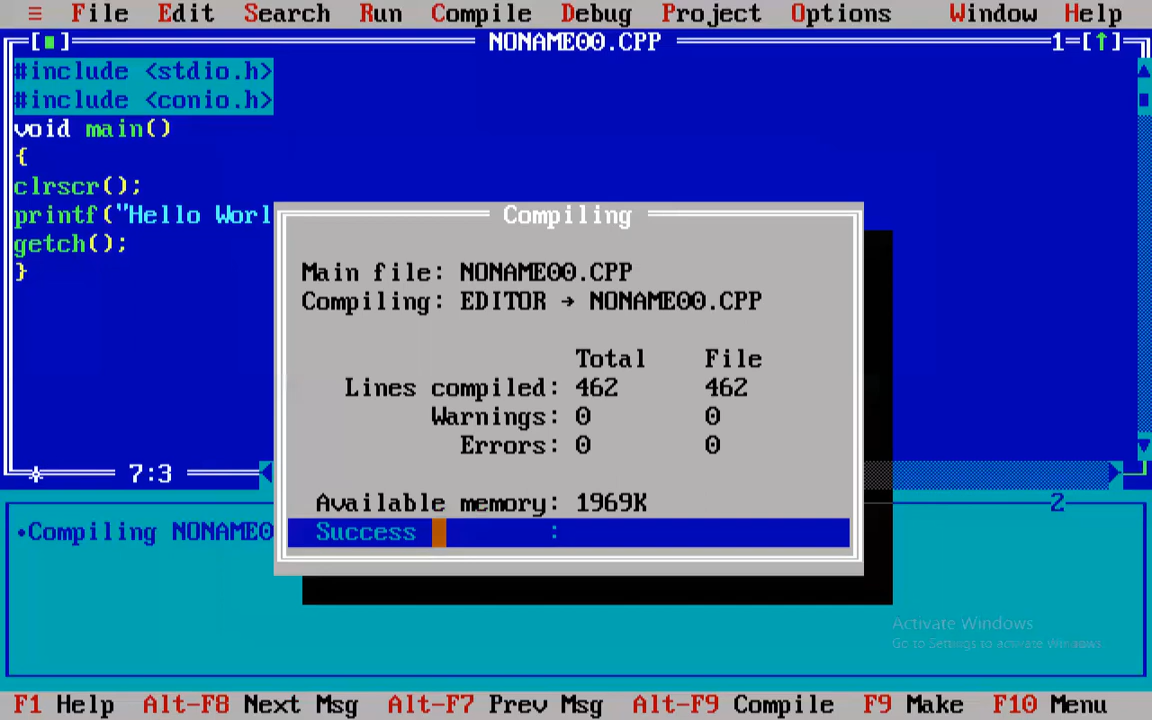 ≡ File Edit Search Run Compile Debug Project Options Window Help
[■] NONAME00.CPP 1=[↑]
#include <stdio.h>
#include <conio.h>
void main()
{
clrscr();
printf("Hello Worl
getch();
}
7:3
Compiling
Main file: NONAME00.CPP
Compiling: EDITOR → NONAME00.CPP
Total File
Lines compiled: 462 462
Warnings: 0 0
Errors: 0 0
Available memory: 1969K
Success :
2
•Compiling NONAME0
Activate Windows
Go to Settings to activate Windows.
F1 Help Alt-F8 Next Msg Alt-F7 Prev Msg Alt-F9 Compile F9 Make F10 Menu